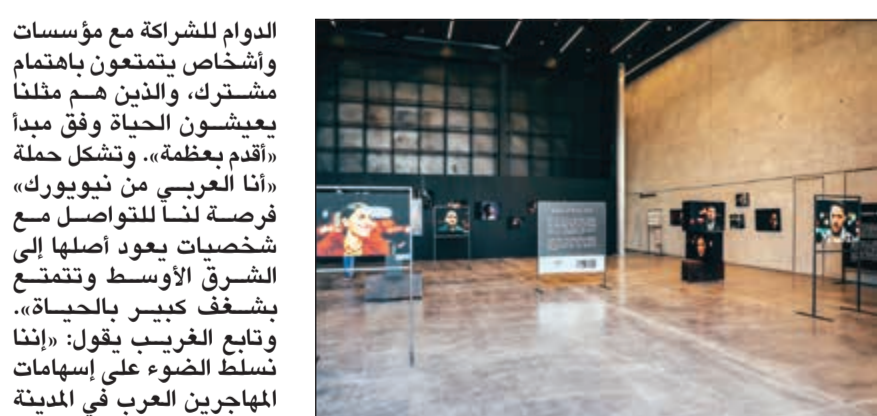 الدوام للشراكة مع مؤسسات
وأشخاص يتمتعون باهتمام
مشترك، والذين هم مثلنا
يعيشون الحياة وفق مبدأ
«أقدم بعظمة». وتشكل حملة
«أنا العربي من نيويورك»
فرصة لنا للتواصل مع
شخصيات يعود أصلها إلى
الشرق الأوسط وتتمتع
بشغف كبير بالحياة».
وتابع الغريب يقول: «إننا
نسلط الضوء على إسهامات
المهاجرين العرب في المدينة